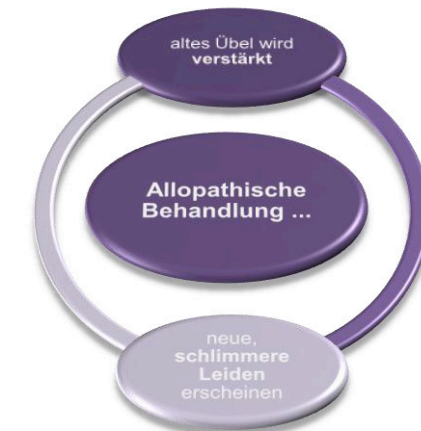 altes Übel wird
verstärkt
Allopathische
Behandlung ...
neue,
schlimmere
Leiden
erscheinen